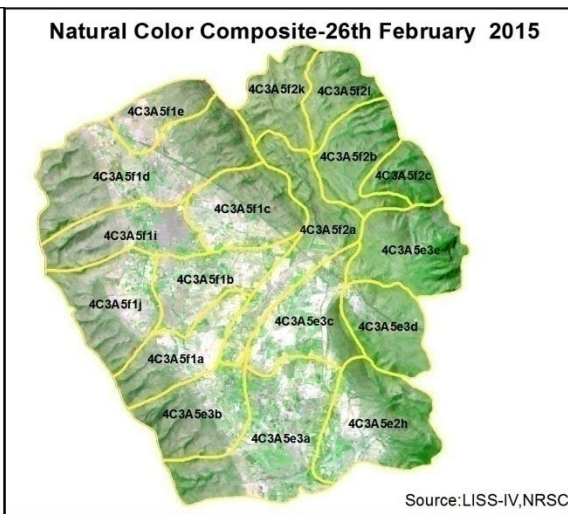 Natural Color Composite-26th February 2015
4C3A5f2k
4C3A5f2l
4C3A5f1e
4C3A5f2b
4C3A5f1d
4C3A5f2c
4C3A5f1c
4C3A5f2a
4C3A5f1i
4C3A5e3e
4C3A5f1b
4C3A5f1j
4C3A5e3c
4C3A5e3d
4C3A5f1a
4C3A5e3b
4C3A5e2h
4C3A5e3a
Source:LISS-IV,NRSC